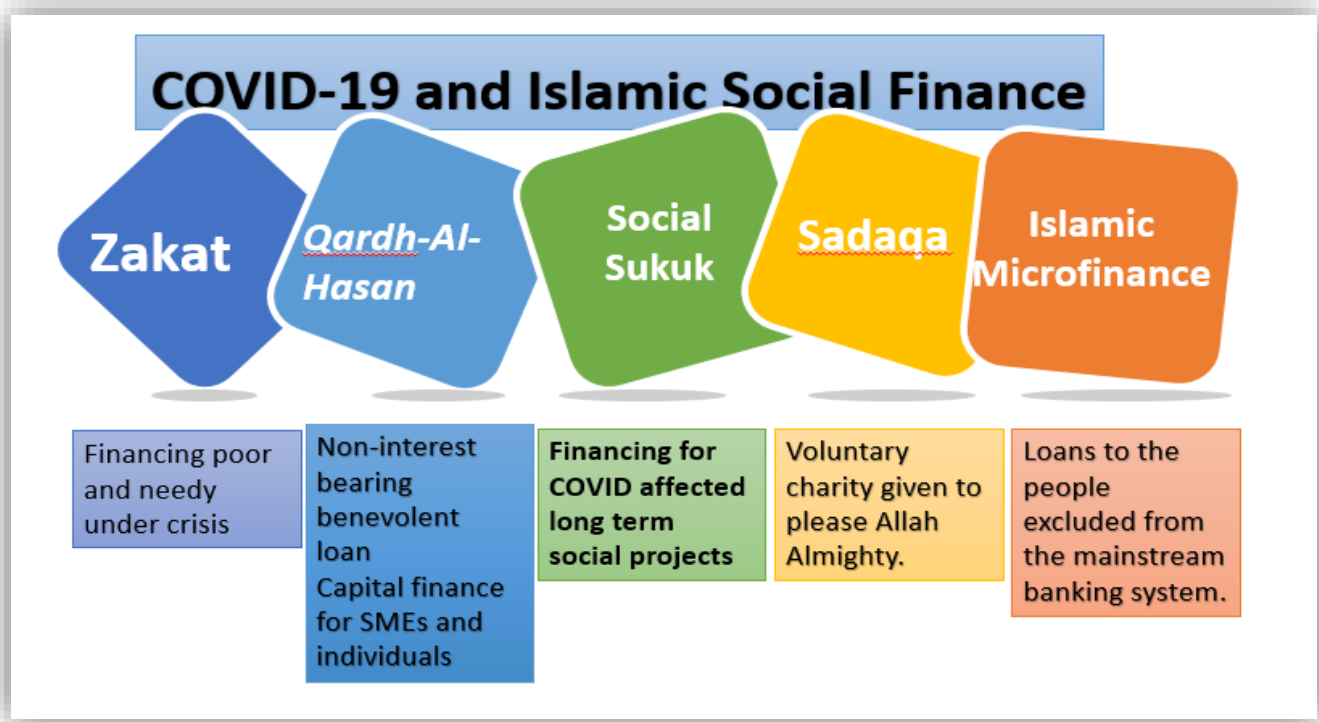 COVID-19 and Islamic Social Finance
Zakat
Qardh-Al-
Hasan
Social
Sukuk
Sadaqa
Islamic
Microfinance
Financing poor
and needy
under crisis
Non-interest
bearing
benevolent
loan
Capital finance
for SMEs and
individuals
Financing for
COVID affected
long term
social projects
Voluntary
charity given to
please Allah
Almighty.
Loans to the
people
excluded from
the mainstream
banking system.